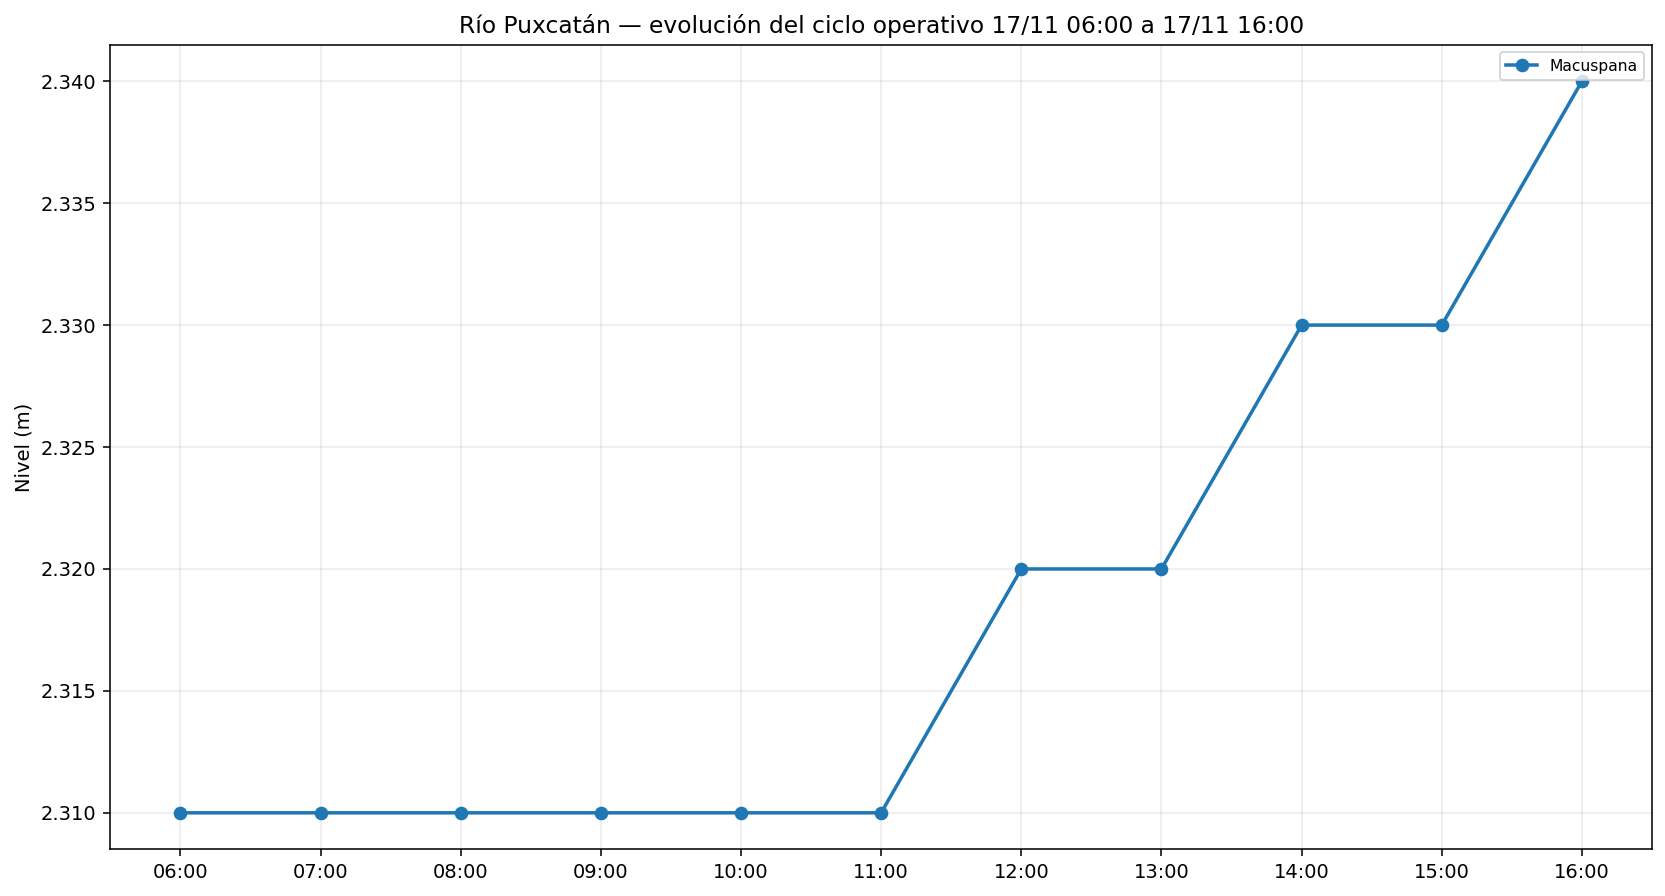 Río Puxcatán — evolución del ciclo operativo 17/11 06:00 a 17/11 16:00
Macuspana
2.340
2.335
2.330
2.325
2.320
2.315
2.310
Nivel (m)
06:00 07:00 08:00 09:00 10:00 11:00 12:00 13:00 14:00 15:00 16:00